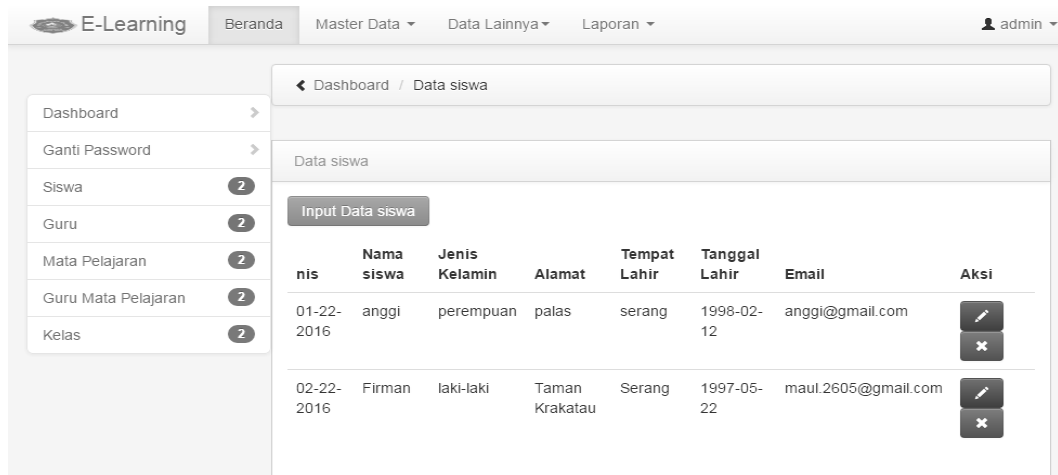 E-Learning Beranda Master Data Data Lainnya Laporan admin
Dashboard / Data siswa
Dashboard
Ganti Password
Siswa 2
Guru 2
Mata Pelajaran 2
Guru Mata Pelajaran 2
Kelas 2
Data siswa
Input Data siswa
nis Nama siswa Jenis Kelamin Alamat Tempat Lahir Tanggal Lahir Email Aksi
01-22-2016 anggi perempuan palas serang 1998-02-12 anggi@gmail.com
02-22-2016 Firman laki-laki Taman Krakatau Serang 1997-05-22 maul.2605@gmail.com